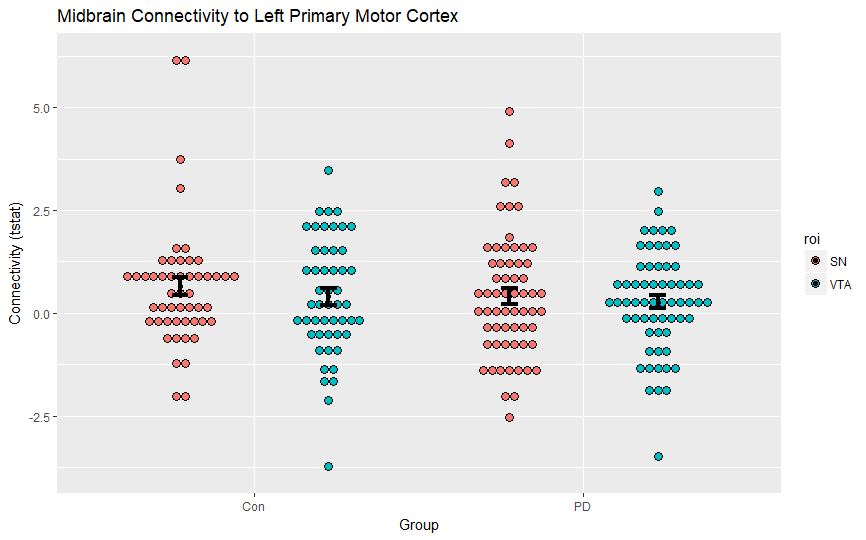 Midbrain Connectivity to Left Primary Motor Cortex
Connectivity (tstat)
5.0
2.5
0.0
-2.5
Con
PD
Group
roi
SN
VTA